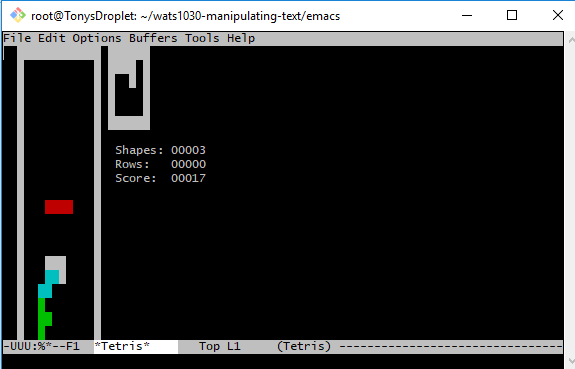 root@TonysDroplet: ~/wats1030-manipulating-text/emacs
File Edit Options Buffers Tools Help
Shapes: 00003
Rows: 00000
Score: 00017
-UUU:%*--F1 *Tetris* Top L1 (Tetris) --------------------------------